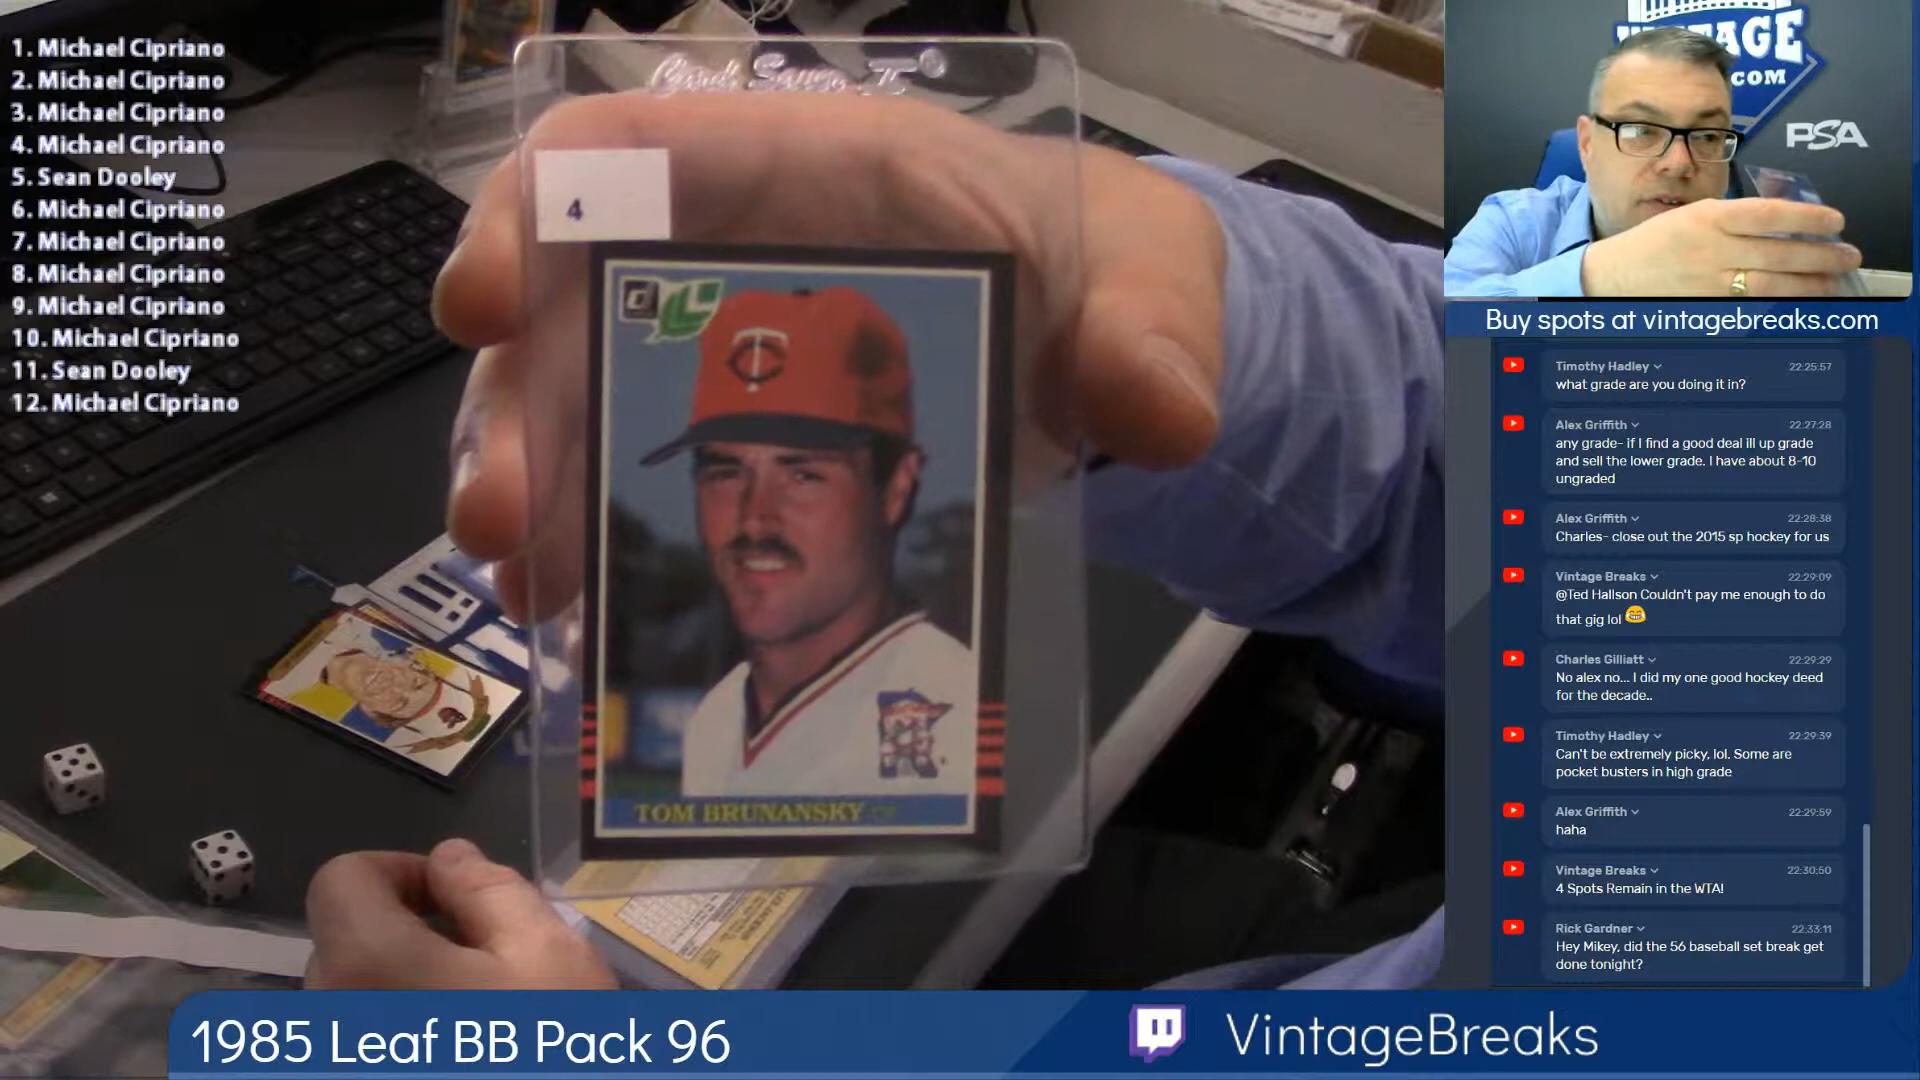 1. Michael Cipriano
2. Michael Cipriano
3. Michael Cipriano
4. Michael Cipriano
5. Sean Dooley
6. Michael Cipriano
7. Michael Cipriano
8. Michael Cipriano
9. Michael Cipriano
10. Michael Cipriano
11. Sean Dooley
12. Michael Cipriano
4
TOM BRUNANSKY
.COM
PSA
Buy spots at vintagebreaks.com
Timothy Hadley 22:25:57
what grade are you doing it in?
Alex Griffith 22:27:28
any grade- if I find a good deal ill up grade
and sell the lower grade. I have about 8-10
ungraded
Alex Griffith 22:28:38
Charles- close out the 2015 sp hockey for us
Vintage Breaks 22:29:09
@Ted Hallson Couldn't pay me enough to do
that gig lol
Charles Gilliatt 22:29:29
No alex no... I did my one good hockey deed
for the decade..
Timothy Hadley 22:29:39
Can't be extremely picky, lol. Some are
pocket busters in high grade
Alex Griffith 22:29:59
haha
Vintage Breaks 22:30:50
4 Spots Remain in the WTA!
Rick Gardner 22:33:11
Hey Mikey, did the 56 baseball set break get
done tonight?
1985 Leaf BB Pack 96
VintageBreaks